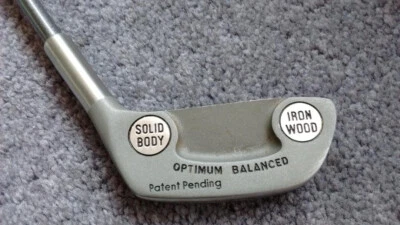 SOLID
BODY
IRON
WOOD
OPTIMUM BALANCED
Patent Pending